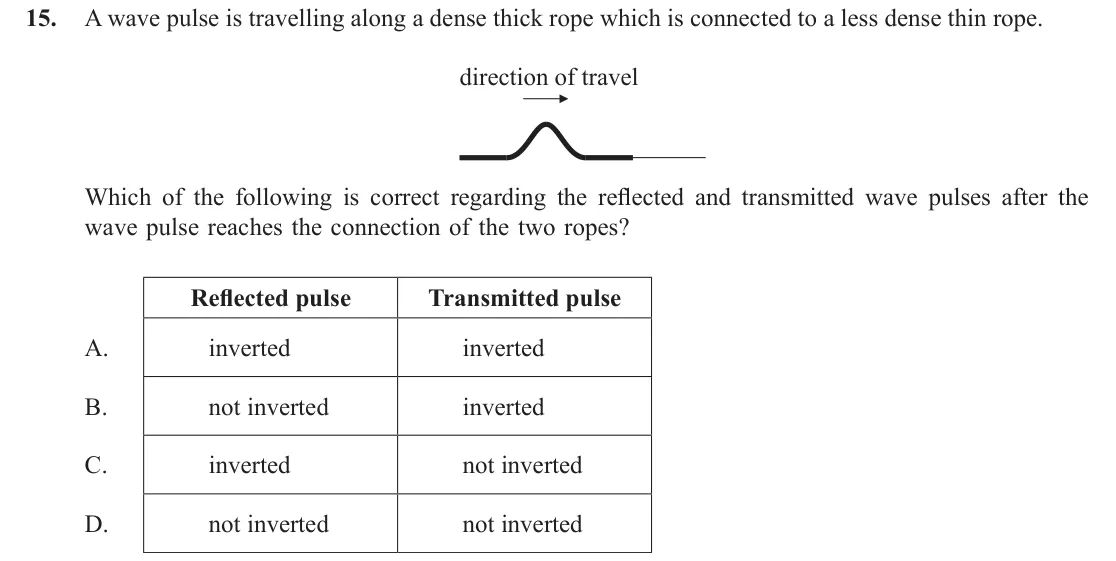 15. A wave pulse is travelling along a dense thick rope which is connected to a less dense thin rope.
direction of travel
Which of the following is correct regarding the reflected and transmitted wave pulses after the
wave pulse reaches the connection of the two ropes?
Reflected pulse Transmitted pulse
A. inverted inverted
B. not inverted inverted
C. inverted not inverted
D. not inverted not inverted